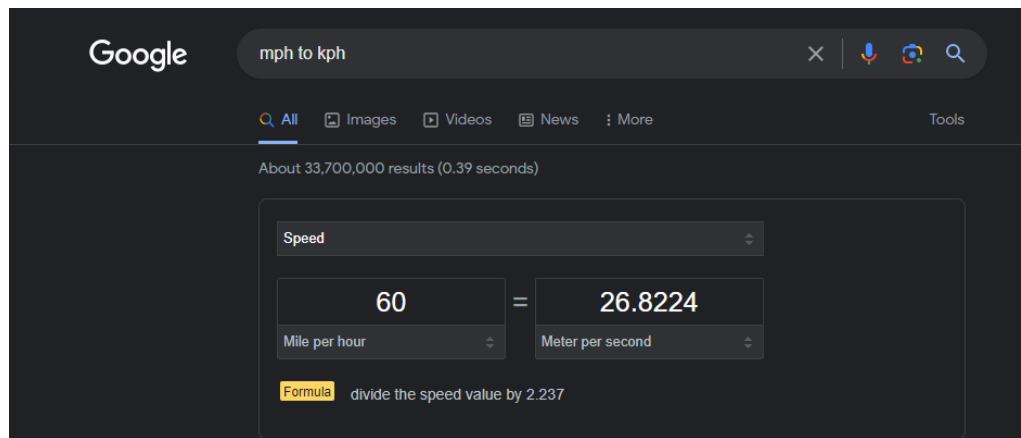 Google mph to kph
All Images Videos News More Tools
About 33,700,000 results (0.39 seconds)
Speed
60 = 26.8224
Mile per hour Meter per second
Formula divide the speed value by 2.237